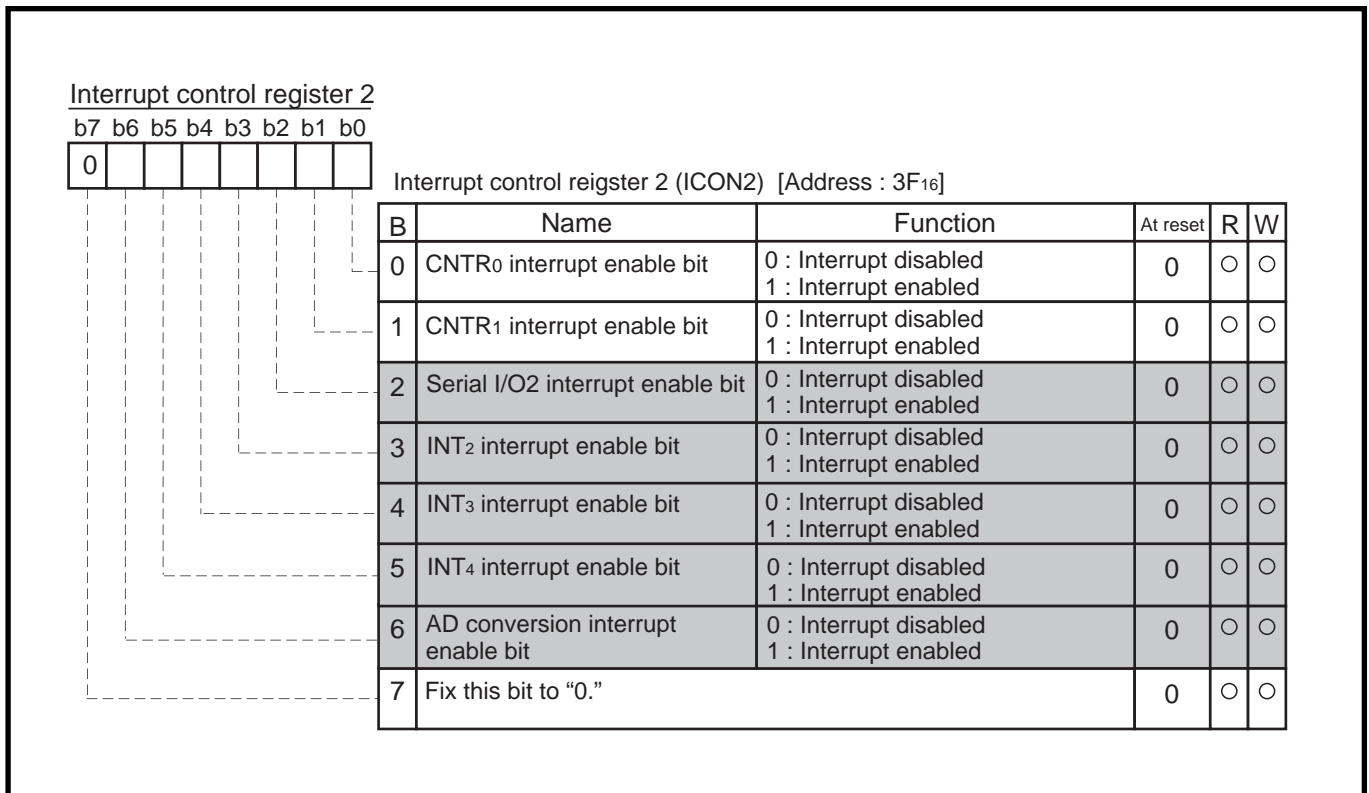 Interrupt control register 2
b7 b6 b5 b4 b3 b2 b1 b0
0
Interrupt control reigster 2 (ICON2) [Address : 3F16]
B Name Function At reset R W
0 CNTR0 interrupt enable bit 0 : Interrupt disabled 0 ○ ○
1 : Interrupt enabled
1 CNTR1 interrupt enable bit 0 : Interrupt disabled 0 ○ ○
1 : Interrupt enabled
2 Serial I/O2 interrupt enable bit 0 : Interrupt disabled 0 ○ ○
1 : Interrupt enabled
3 INT2 interrupt enable bit 0 : Interrupt disabled 0 ○ ○
1 : Interrupt enabled
4 INT3 interrupt enable bit 0 : Interrupt disabled 0 ○ ○
1 : Interrupt enabled
5 INT4 interrupt enable bit 0 : Interrupt disabled 0 ○ ○
1 : Interrupt enabled
6 AD conversion interrupt 0 : Interrupt disabled 0 ○ ○
enable bit 1 : Interrupt enabled
7 Fix this bit to “0.” 0 ○ ○